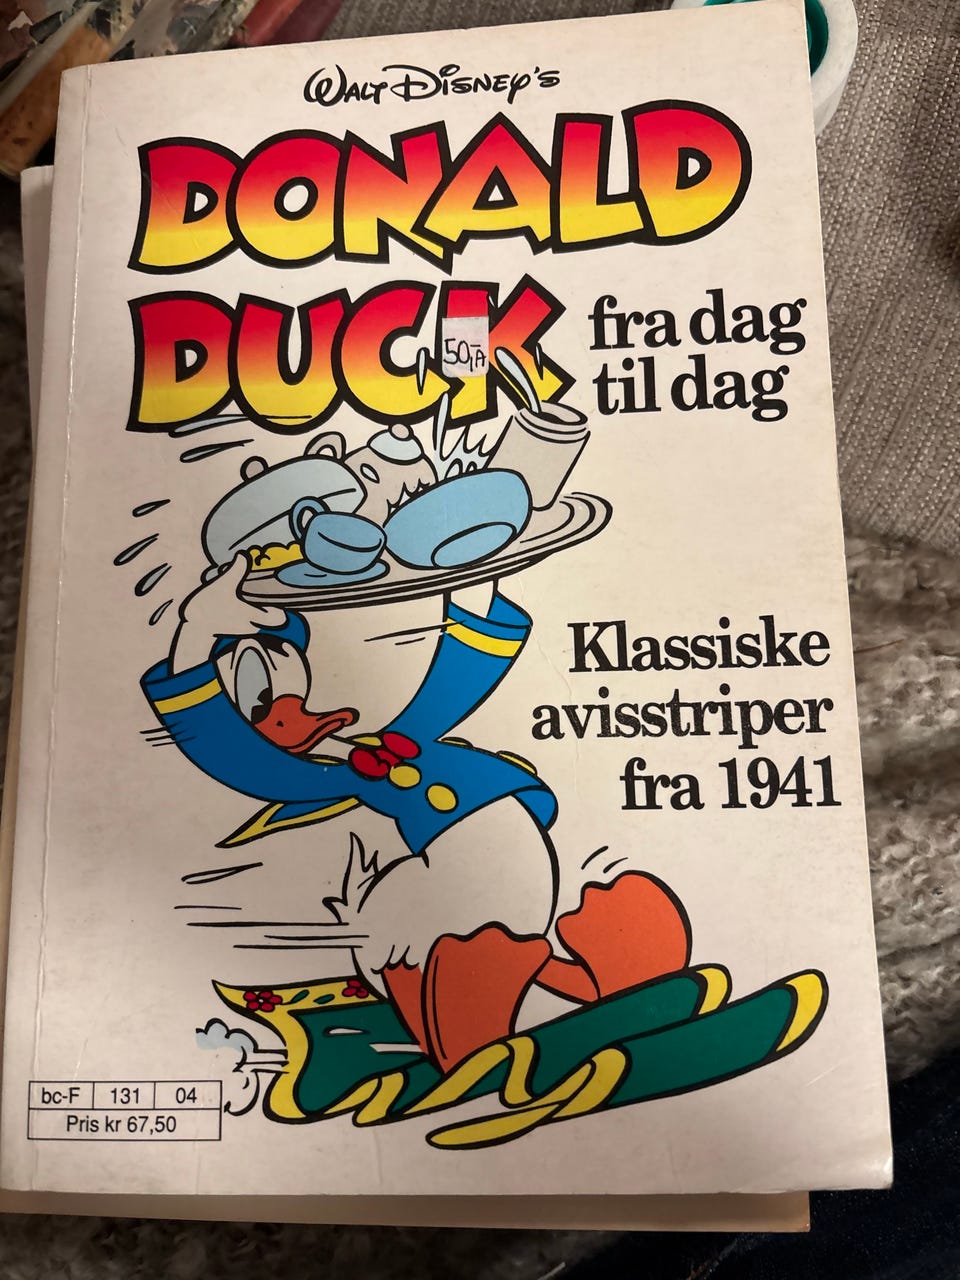 WALT DISNEY'S
DONALD
DUCK
50,-A
fra dag
til dag
Klassiske
avisstriper
fra 1941
bc-F 131 04
Pris kr 67,50